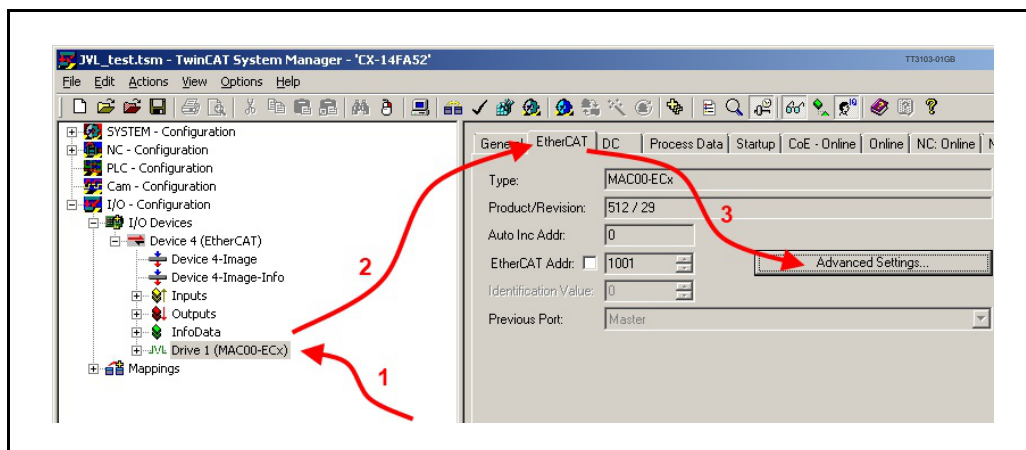 JVL_test.tsm - TwinCAT System Manager - 'CX-14FA52'
TT3103-01GB
File Edit Actions View Options Help
SYSTEM - Configuration
NC - Configuration
PLC - Configuration
Cam - Configuration
I/O - Configuration
I/O Devices
Device 4 (EtherCAT)
Device 4-Image
Device 4-Image-Info
Inputs
Outputs
InfoData
JVL Drive 1 (MAC00-ECx)
Mappings
1
2
General EtherCAT DC Process Data Startup CoE - Online Online NC: Online
Type: MAC00-ECx
Product/Revision: 512 / 29
3
Auto Inc Addr: 0
EtherCAT Addr: 1001 Advanced Settings...
Identification Value: 0
Previous Port: Master